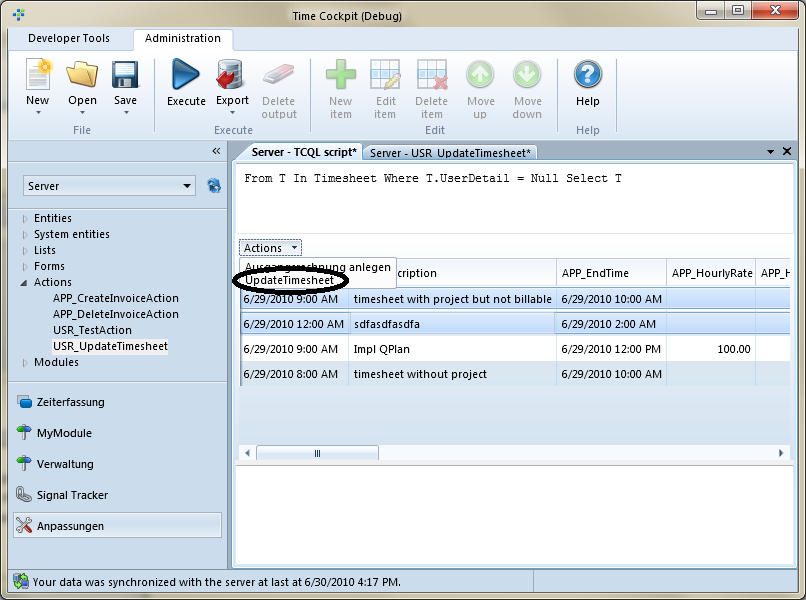 Time Cockpit (Debug)
Developer Tools
Administration
New
Open
Save
Execute
Export
Delete output
New item
Edit item
Delete item
Move up
Move down
Help
File
Execute
Edit
Help
«
Server - TCQL script*
Server - USR_UpdateTimesheet*
Server
From T In Timesheet Where T.UserDetail = Null Select T
Entities
System entities
Lists
Forms
Actions
APP_CreateInvoiceAction
APP_DeleteInvoiceAction
USR_TestAction
USR_UpdateTimesheet
Modules
Actions
Ausgangsrechnung anlegen
UpdateTimesheet
cription APP_EndTime APP_HourlyRate APP_H
6/29/2010 9:00 AM timesheet with project but not billable 6/29/2010 10:00 AM
6/29/2010 12:00 AM sdfasdfasdfa 6/29/2010 2:00 AM
6/29/2010 9:00 AM Impl QPlan 6/29/2010 12:00 PM 100.00
6/29/2010 8:00 AM timesheet without project 6/29/2010 10:00 AM
Zeiterfassung
MyModule
Verwaltung
Signal Tracker
Anpassungen
Your data was synchronized with the server at last at 6/30/2010 4:17 PM.